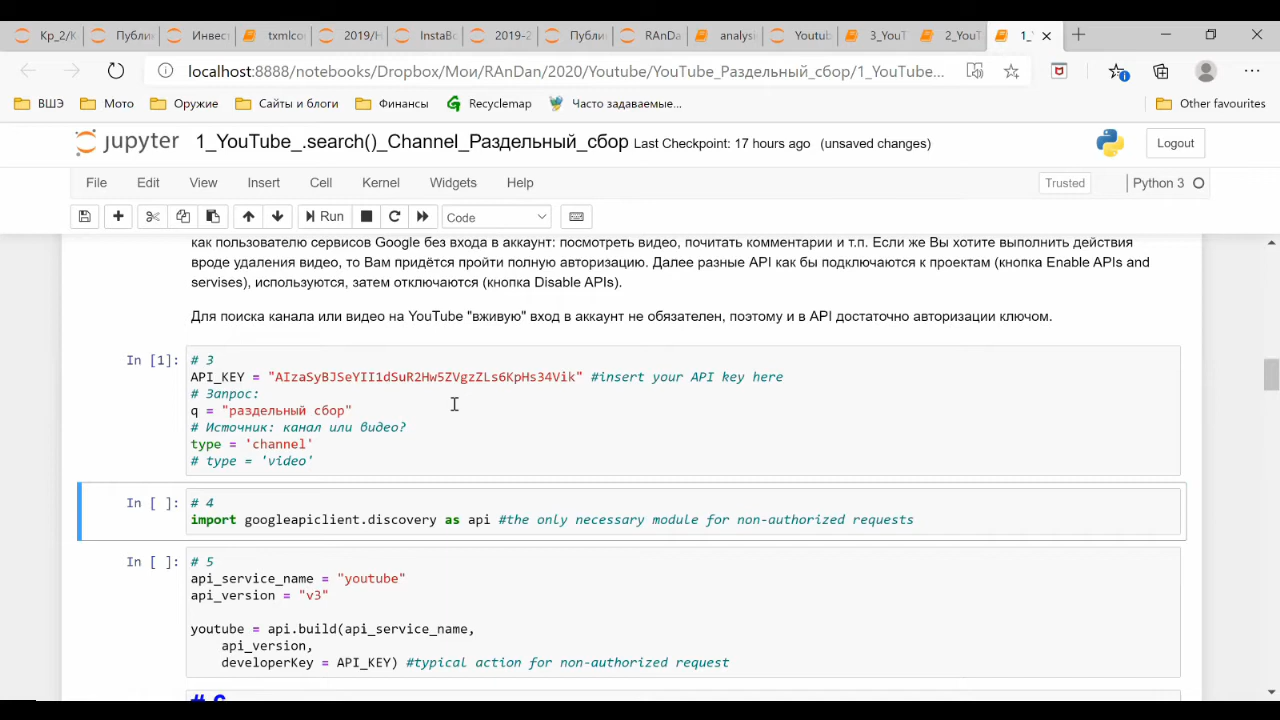 Кр_2/К
Публи
Инвес
txmlcor
2019/Н
InstaBo
2019-2
Публи
RAnDa
analysi
Youtub
3_YouT
2_YouT
1_
localhost:8888/notebooks/Dropbox/Мои/RAnDan/2020/Youtube/YouTube_Раздельный_сбор/1_YouTube...
ВШЭ
Мото
Оружие
Сайты и блоги
Финансы
Recyclemap
Часто задаваемые...
Other favourites
jupyter 1_YouTube_.search()_Channel_Раздельный_сбор Last Checkpoint: 17 hours ago (unsaved changes)
Logout
File Edit View Insert Cell Kernel Widgets Help
Trusted
Python 3
Run
Code
как пользователю сервисов Google без входа в аккаунт: посмотреть видео, почитать комментарии и т.п. Если же Вы хотите выполнить действия
вроде удаления видео, то Вам придётся пройти полную авторизацию. Далее разные API как бы подключаются к проектам (кнопка Enable APIs and
servises), используются, затем отключаются (кнопка Disable APIs).
Для поиска канала или видео на YouTube "вживую" вход в аккаунт не обязателен, поэтому и в API достаточно авторизации ключом.
In [1]: # 3
API_KEY = "AIzaSyBJSeYII1dSuR2Hw5ZVgzZLs6KpHs34Vik" #insert your API key here
# Запрос:
q = "раздельный сбор"
# Источник: канал или видео?
type = 'channel'
# type = 'video'
In [ ]: # 4
import googleapiclient.discovery as api #the only necessary module for non-authorized requests
In [ ]: # 5
api_service_name = "youtube"
api_version = "v3"
youtube = api.build(api_service_name,
api_version,
developerKey = API_KEY) #typical action for non-authorized request